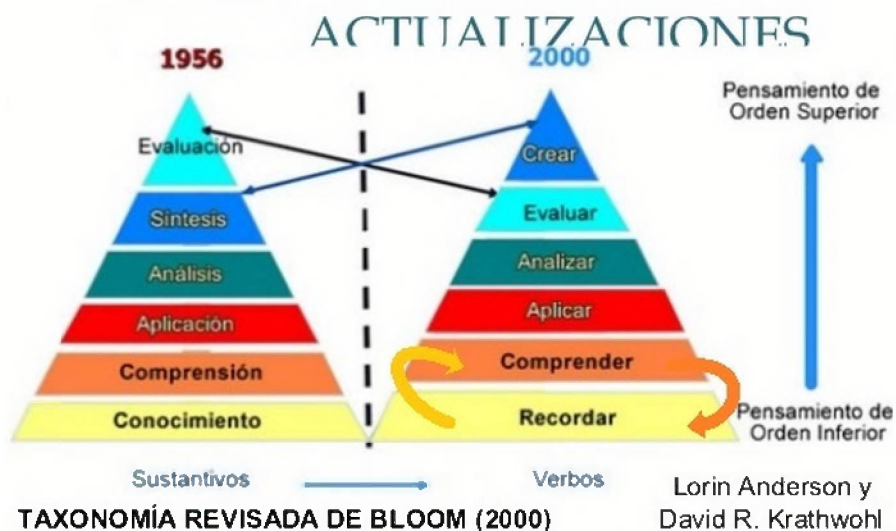 ACTUALIZACIONES
1956
2000
Evaluación
Síntesis
Análisis
Aplicación
Comprensión
Conocimiento
Crear
Evaluar
Analizar
Aplicar
Comprender
Recordar
Pensamiento de
Orden Superior
Pensamiento de
Orden Inferior
Sustantivos
Verbos
TAXONOMÍA REVISADA DE BLOOM (2000)
Lorin Anderson y
David R. Krathwohl